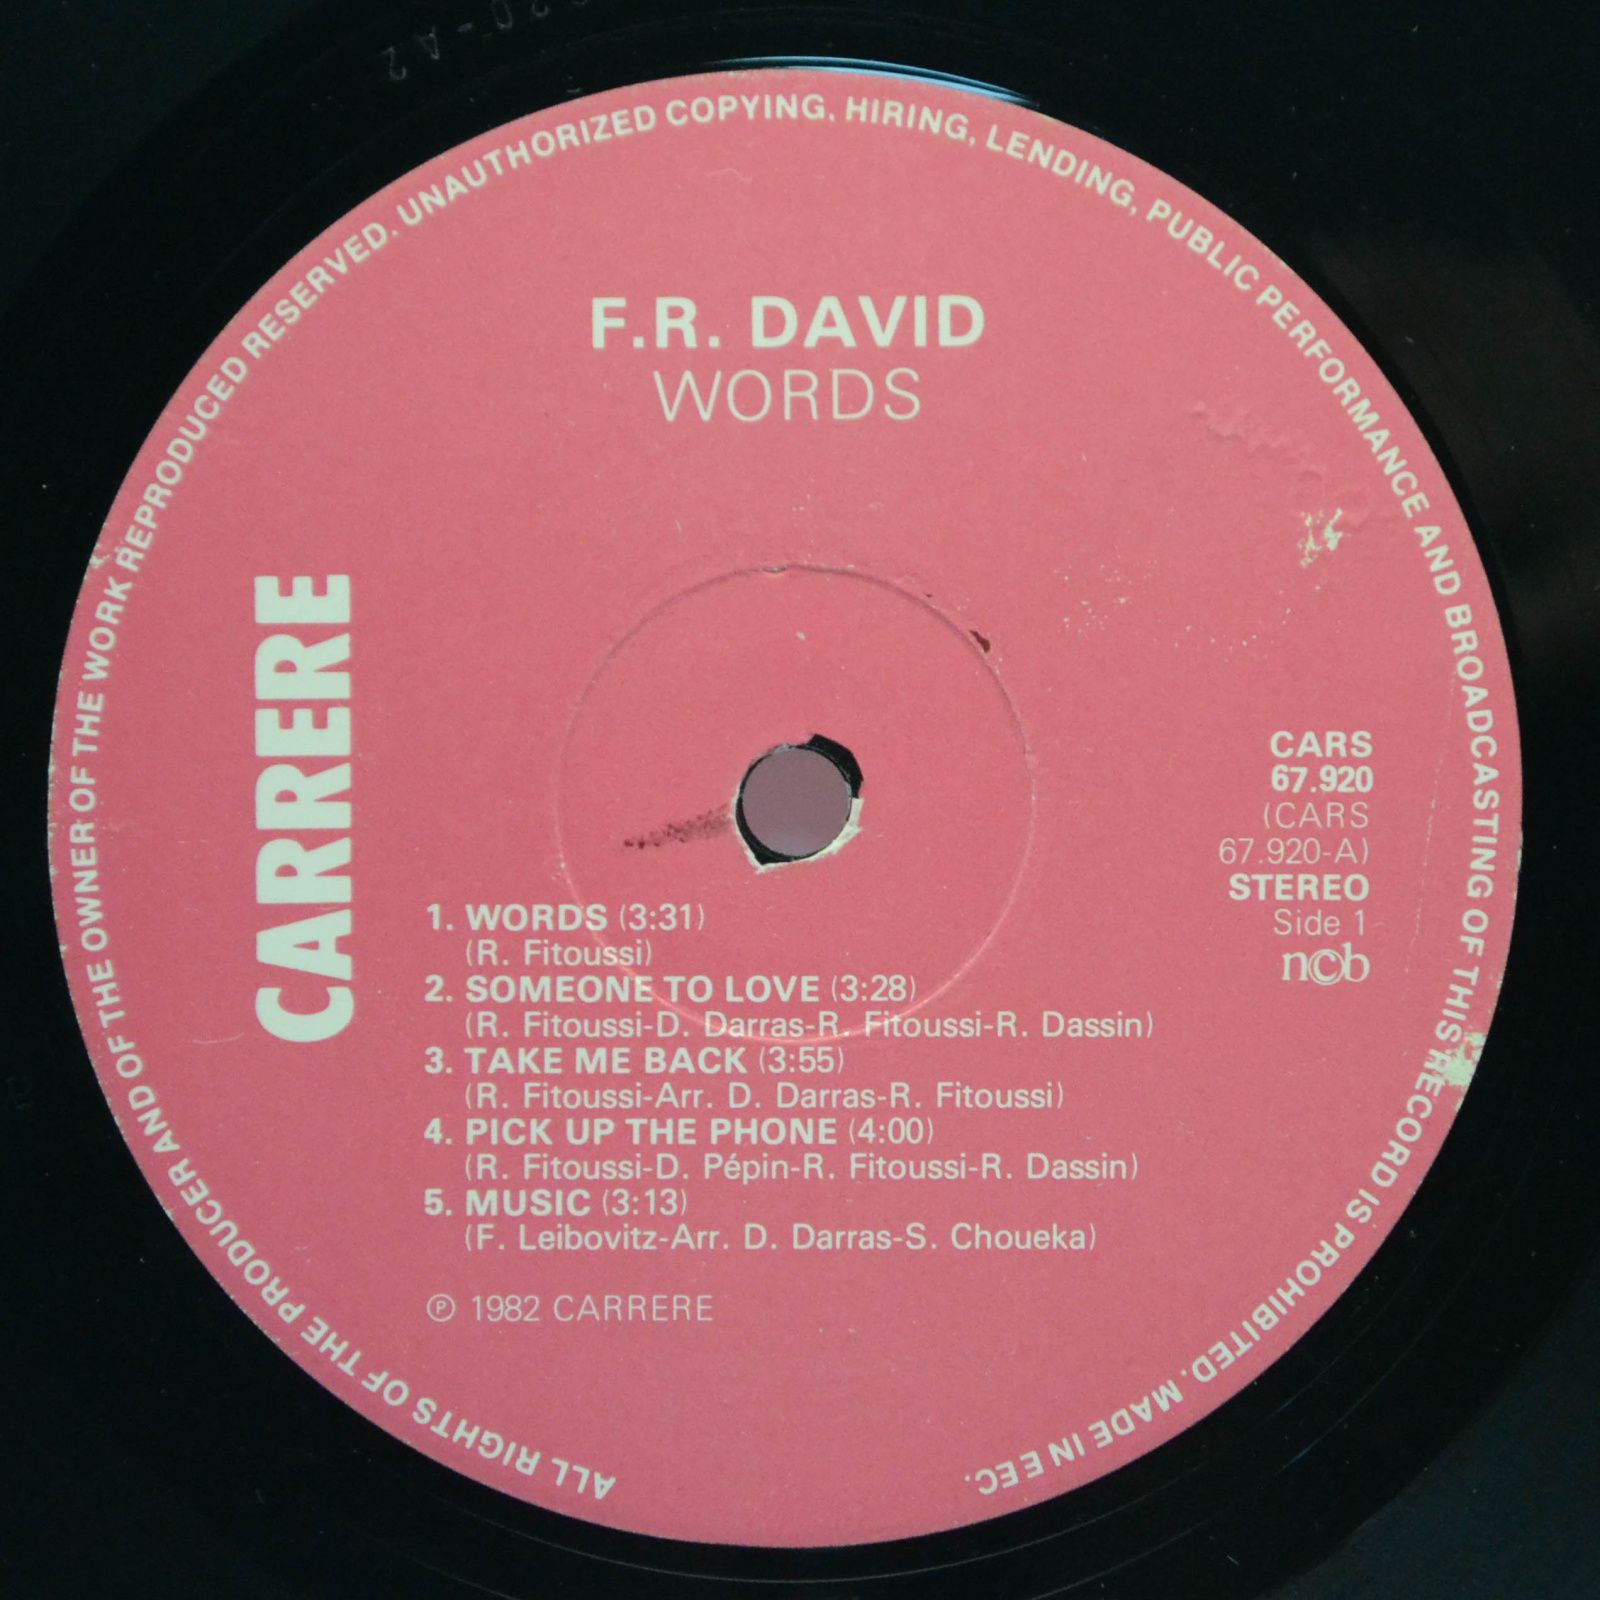 F.R. DAVID
WORDS
CARRERE
CARS
67.920
(CARS
67.920-A)
STEREO
Side 1
n©b
1. WORDS (3:31)
(R. Fitoussi)
2. SOMEONE TO LOVE (3:28)
(R. Fitoussi-D. Darras-R. Fitoussi-R. Dassin)
3. TAKE ME BACK (3:55)
(R. Fitoussi-Arr. D. Darras-R. Fitoussi)
4. PICK UP THE PHONE (4:00)
(R. Fitoussi-D. Pépin-R. Fitoussi-R. Dassin)
5. MUSIC (3:13)
(F. Leibovitz-Arr. D. Darras-S. Choueka)
℗ 1982 CARRERE
ALL RIGHTS OF THE PRODUCER AND OF THE OWNER OF THE WORK REPRODUCED RESERVED. UNAUTHORIZED COPYING. HIRING, LENDING, PUBLIC PERFORMANCE AND BROADCASTING OF THIS RECORD IS PROHIBITED. MADE IN EEC.